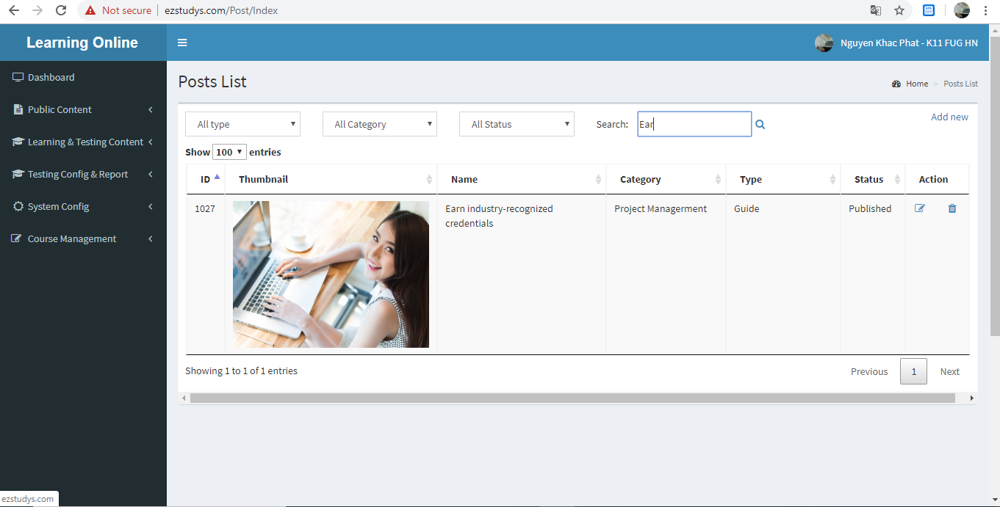 Not secure | ezstudys.com/Post/Index
Learning Online
Nguyen Khac Phat - K11 FUG HN
Dashboard
Public Content
Learning & Testing Content
Testing Config & Report
System Config
Course Management
Posts List
Home > Posts List
All type
All Category
All Status
Search:
Ear
Add new
Show 100 entries
ID Thumbnail Name Category Type Status Action
1027 Earn industry-recognized Project Managerment Guide Published
credentials
Showing 1 to 1 of 1 entries
Previous 1 Next
ezstudys.com